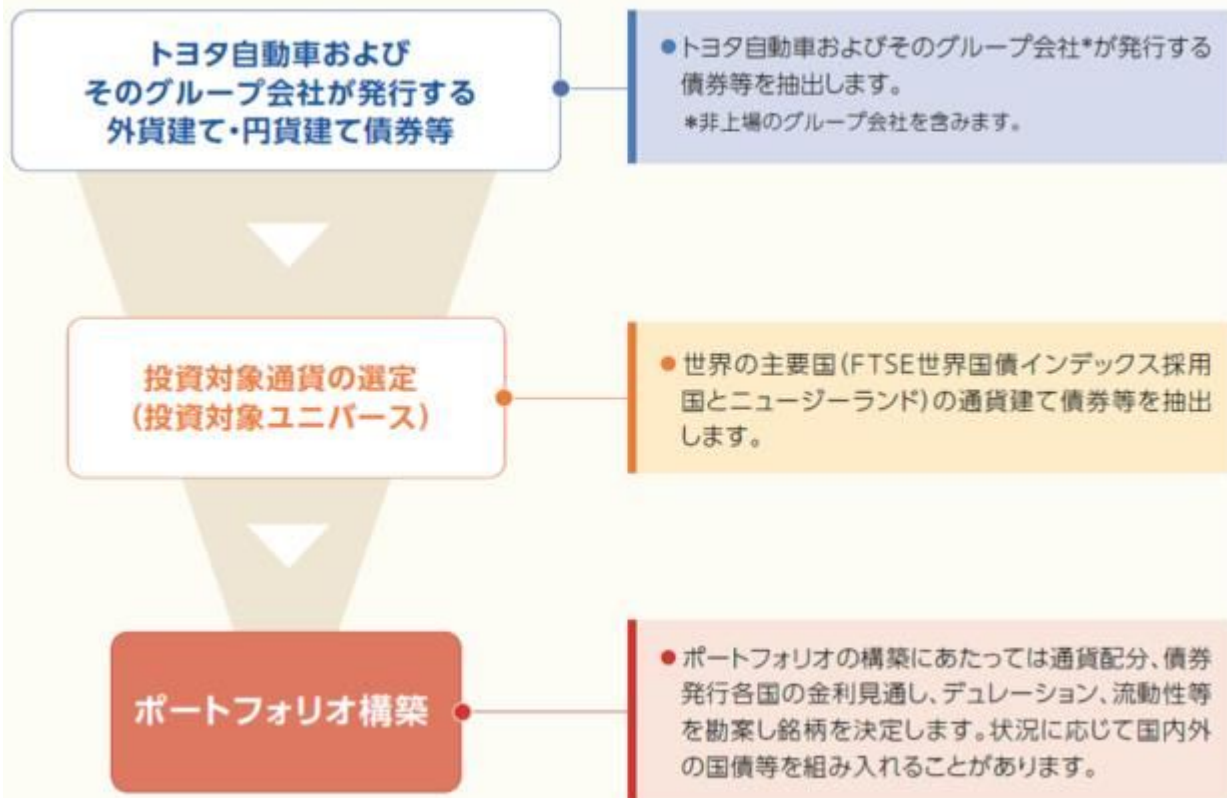 トヨタ自動車および
そのグループ会社が発行する
外貨建て・円貨建て債券等
●トヨタ自動車およびそのグループ会社*が発行する
債券等を抽出します。
*非上場のグループ会社を含みます。
投資対象通貨の選定
(投資対象ユニバース)
●世界の主要国(FTSE世界国債インデックス採用
国とニュージーランド)の通貨建て債券等を抽出
します。
ポートフォリオ構築
●ポートフォリオの構築にあたっては通貨配分、債券
発行各国の金利見通し、デュレーション、流動性等
を勘案し銘柄を決定します。状況に応じて国内外
の国債等を組み入れることがあります。